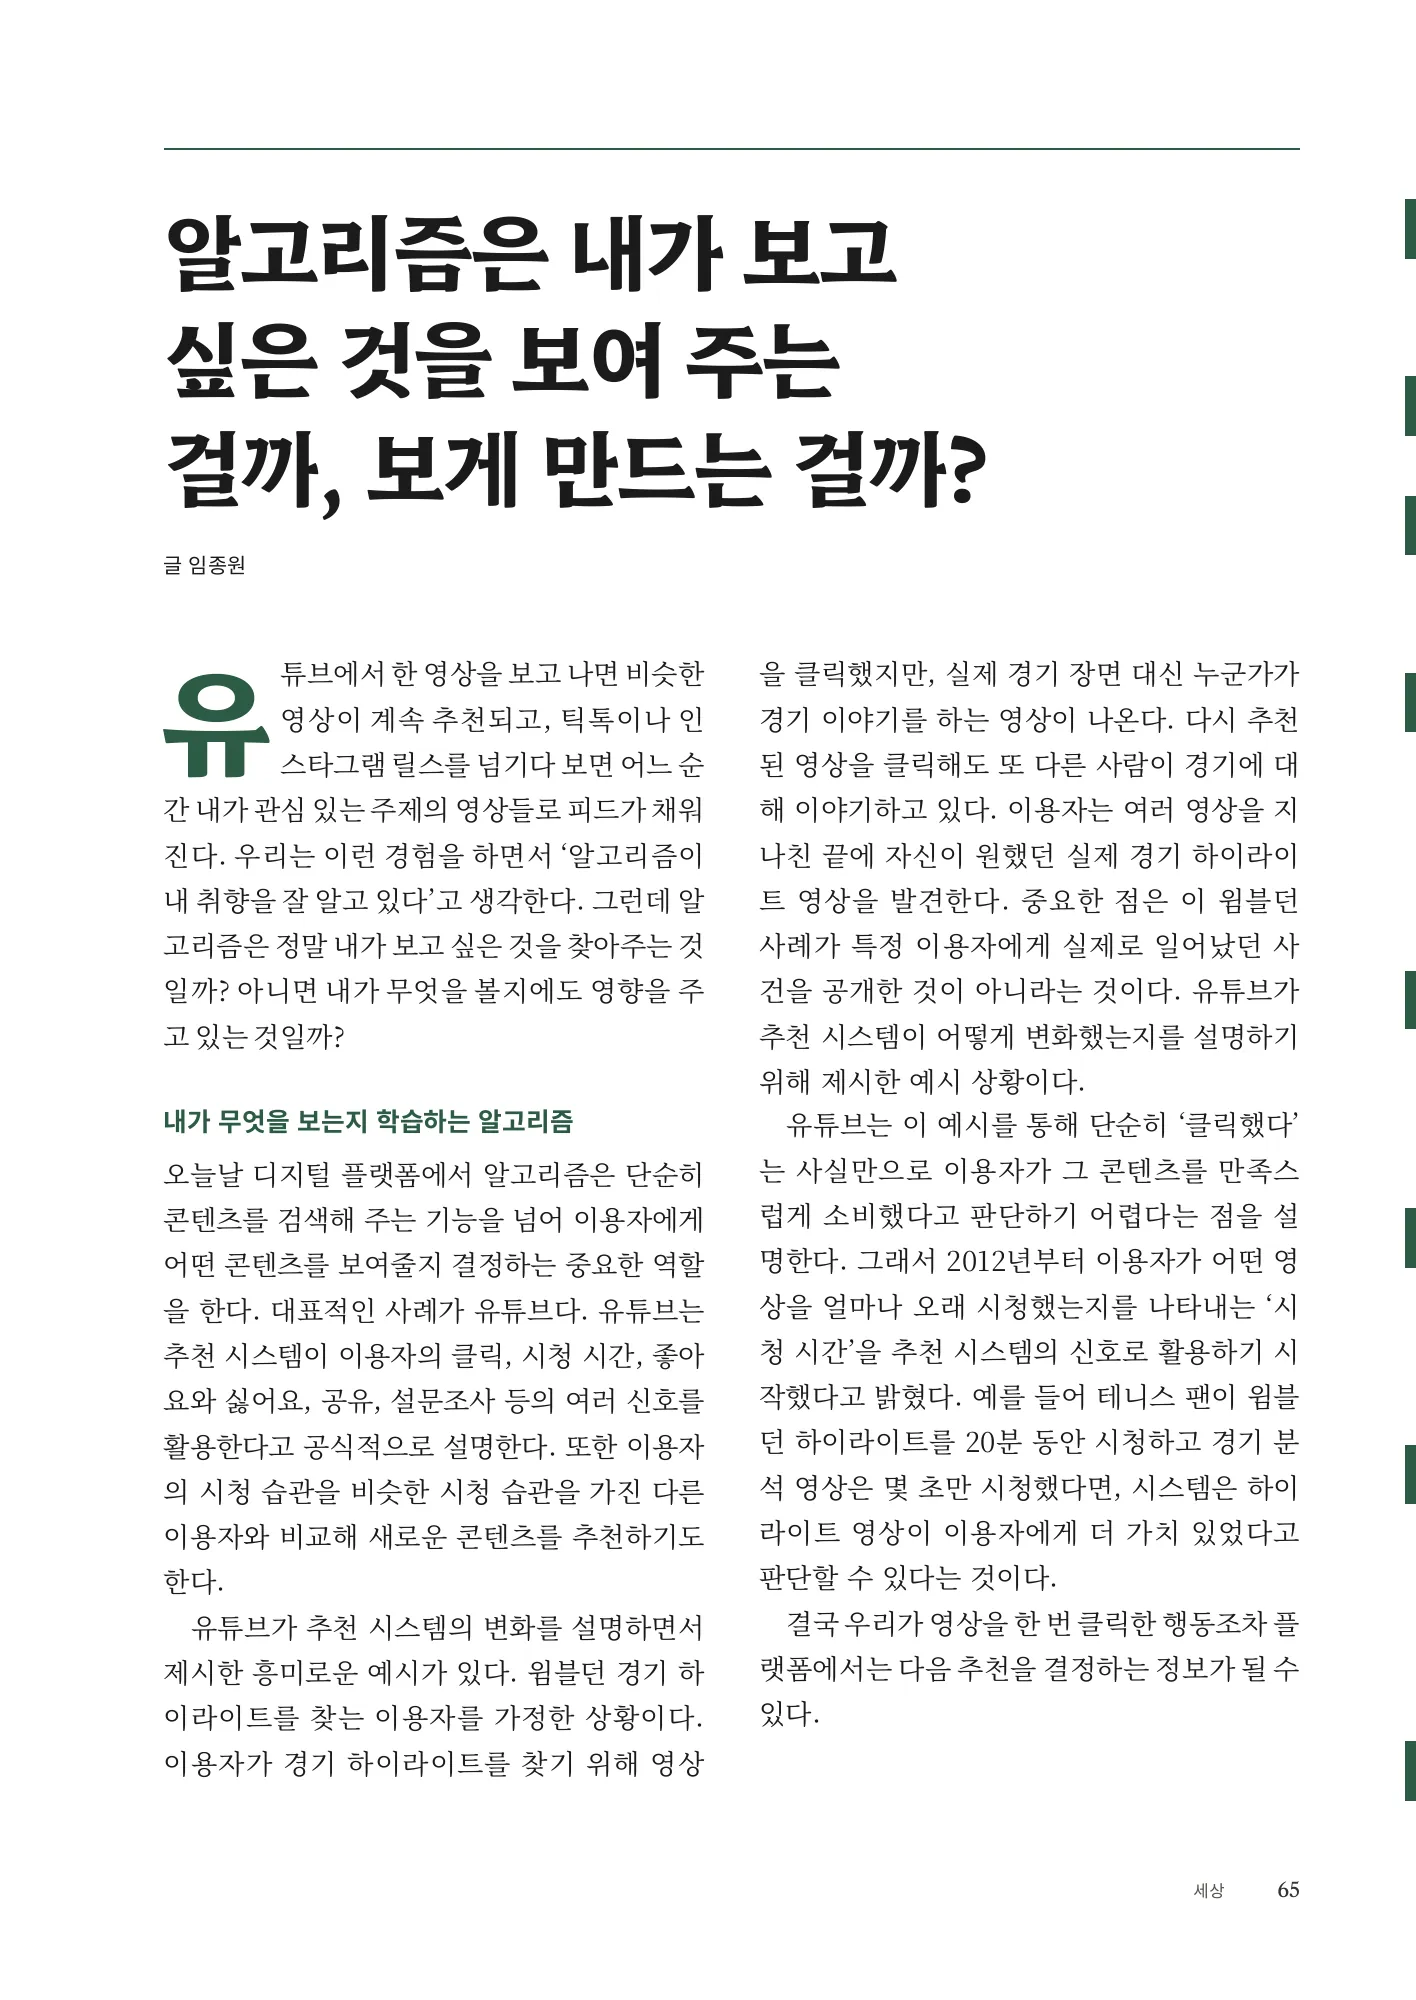 알고리즘은 내가 보고
싶은 것을 보여 주는
걸까, 보게 만드는 걸까?
글 임종원
유튜브에서 한 영상을 보고 나면 비슷한
영상이 계속 추천되고, 틱톡이나 인
스타그램 릴스를 넘기다 보면 어느 순
간 내가 관심 있는 주제의 영상들로 피드가 채워
진다. 우리는 이런 경험을 하면서 ‘알고리즘이
내 취향을 잘 알고 있다’고 생각한다. 그런데 알
고리즘은 정말 내가 보고 싶은 것을 찾아주는 것
일까? 아니면 내가 무엇을 볼지에도 영향을 주
고 있는 것일까?
내가 무엇을 보는지 학습하는 알고리즘
오늘날 디지털 플랫폼에서 알고리즘은 단순히
콘텐츠를 검색해 주는 기능을 넘어 이용자에게
어떤 콘텐츠를 보여줄지 결정하는 중요한 역할
을 한다. 대표적인 사례가 유튜브다. 유튜브는
추천 시스템이 이용자의 클릭, 시청 시간, 좋아
요와 싫어요, 공유, 설문조사 등의 여러 신호를
활용한다고 공식적으로 설명한다. 또한 이용자
의 시청 습관을 비슷한 시청 습관을 가진 다른
이용자와 비교해 새로운 콘텐츠를 추천하기도
한다.
유튜브가 추천 시스템의 변화를 설명하면서
제시한 흥미로운 예시가 있다. 윔블던 경기 하
이라이트를 찾는 이용자를 가정한 상황이다.
이용자가 경기 하이라이트를 찾기 위해 영상
을 클릭했지만, 실제 경기 장면 대신 누군가가
경기 이야기를 하는 영상이 나온다. 다시 추천
된 영상을 클릭해도 또 다른 사람이 경기에 대
해 이야기하고 있다. 이용자는 여러 영상을 지
나친 끝에 자신이 원했던 실제 경기 하이라이
트 영상을 발견한다. 중요한 점은 이 윔블던
사례가 특정 이용자에게 실제로 일어났던 사
건을 공개한 것이 아니라는 것이다. 유튜브가
추천 시스템이 어떻게 변화했는지를 설명하기
위해 제시한 예시 상황이다.
유튜브는 이 예시를 통해 단순히 ‘클릭했다’
는 사실만으로 이용자가 그 콘텐츠를 만족스
럽게 소비했다고 판단하기 어렵다는 점을 설
명한다. 그래서 2012년부터 이용자가 어떤 영
상을 얼마나 오래 시청했는지를 나타내는 ‘시
청 시간’을 추천 시스템의 신호로 활용하기 시
작했다고 밝혔다. 예를 들어 테니스 팬이 윔블
던 하이라이트를 20분 동안 시청하고 경기 분
석 영상은 몇 초만 시청했다면, 시스템은 하이
라이트 영상이 이용자에게 더 가치 있었다고
판단할 수 있다는 것이다.
결국 우리가 영상을 한 번 클릭한 행동조차 플
랫폼에서는 다음 추천을 결정하는 정보가 될 수
있다.
세상 65